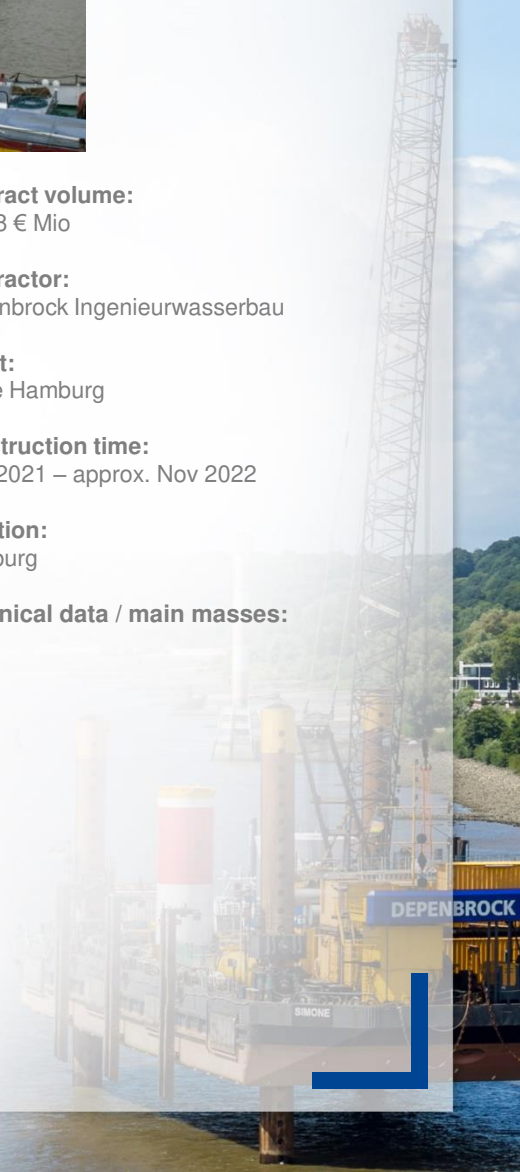 ract volume:
3 € Mio
ractor:
nbrock Ingenieurwasserbau
t:
e Hamburg
truction time:
2021 – approx. Nov 2022
tion:
burg
nical data / main masses:
DEPENBROCK
SIMONE